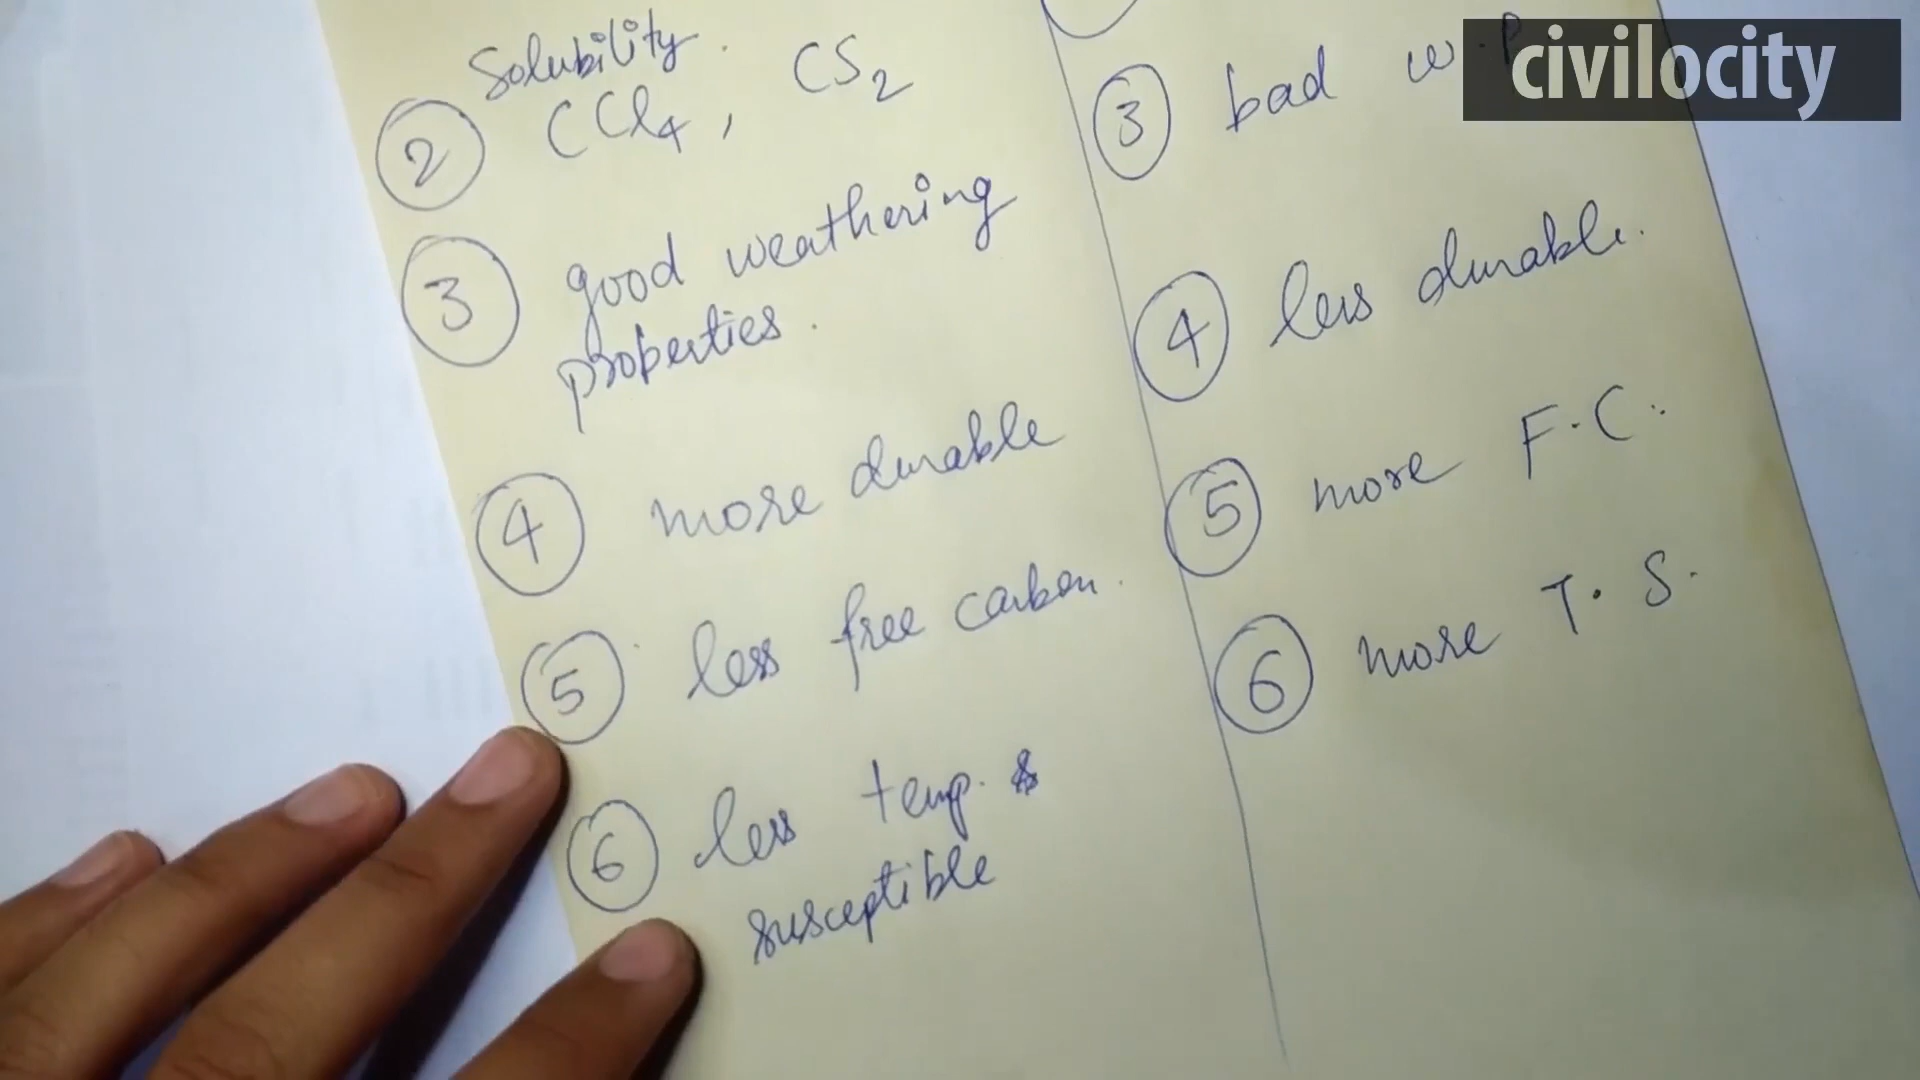 Solubility.
② CCl₄, CS₂
③ good weathering
properties.
④ more durable
⑤ less free carbon.
⑥ less temp.
susceptible
③ bad w.P
④ less durable.
⑤ more F.C.
⑥ more T.S.
civilocity